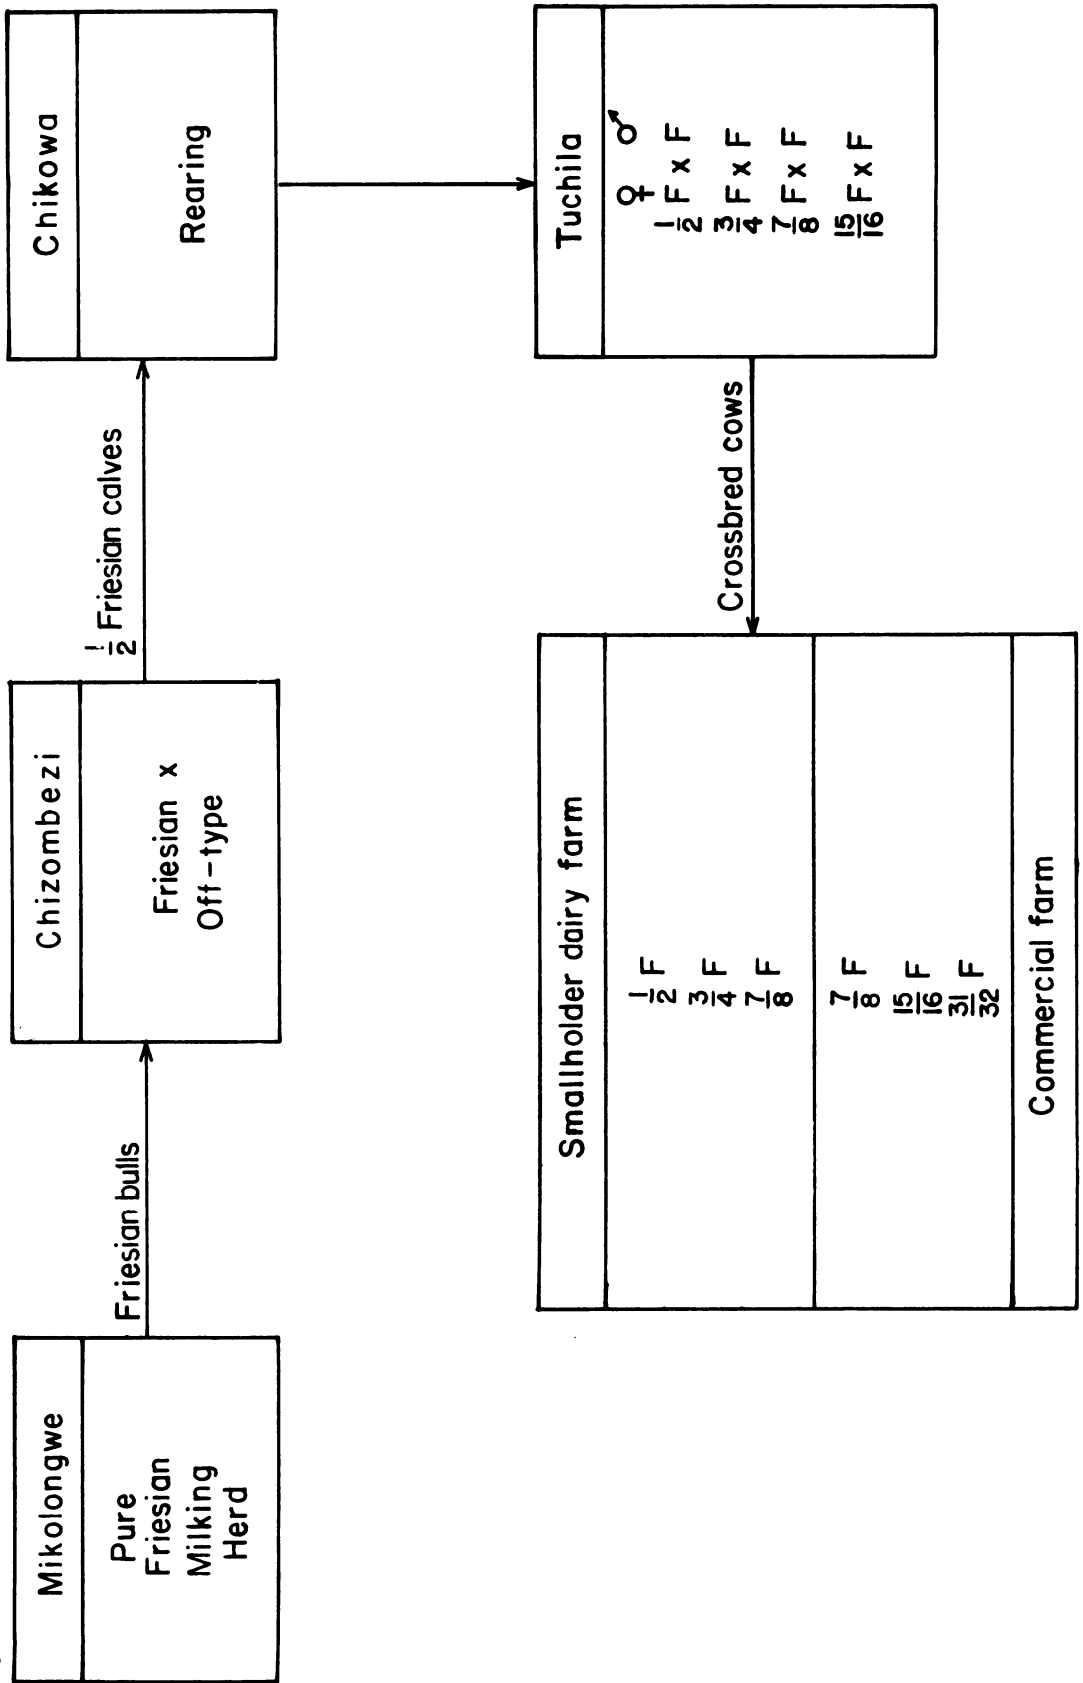 Mikolongwe
Pure
Friesian
Milking
Herd
Friesian bulls
Chizombezi
Friesian x
Off-type
1/2 Friesian calves
Chikowa
Rearing
Tuchila
♀ ♂
1/2 F x F
3/4 F x F
7/8 F x F
15/16 F x F
Crossbred cows
Smallholder dairy farm
1/2 F
3/4 F
7/8 F
7/8 F
15/16 F
31/32 F
Commercial farm